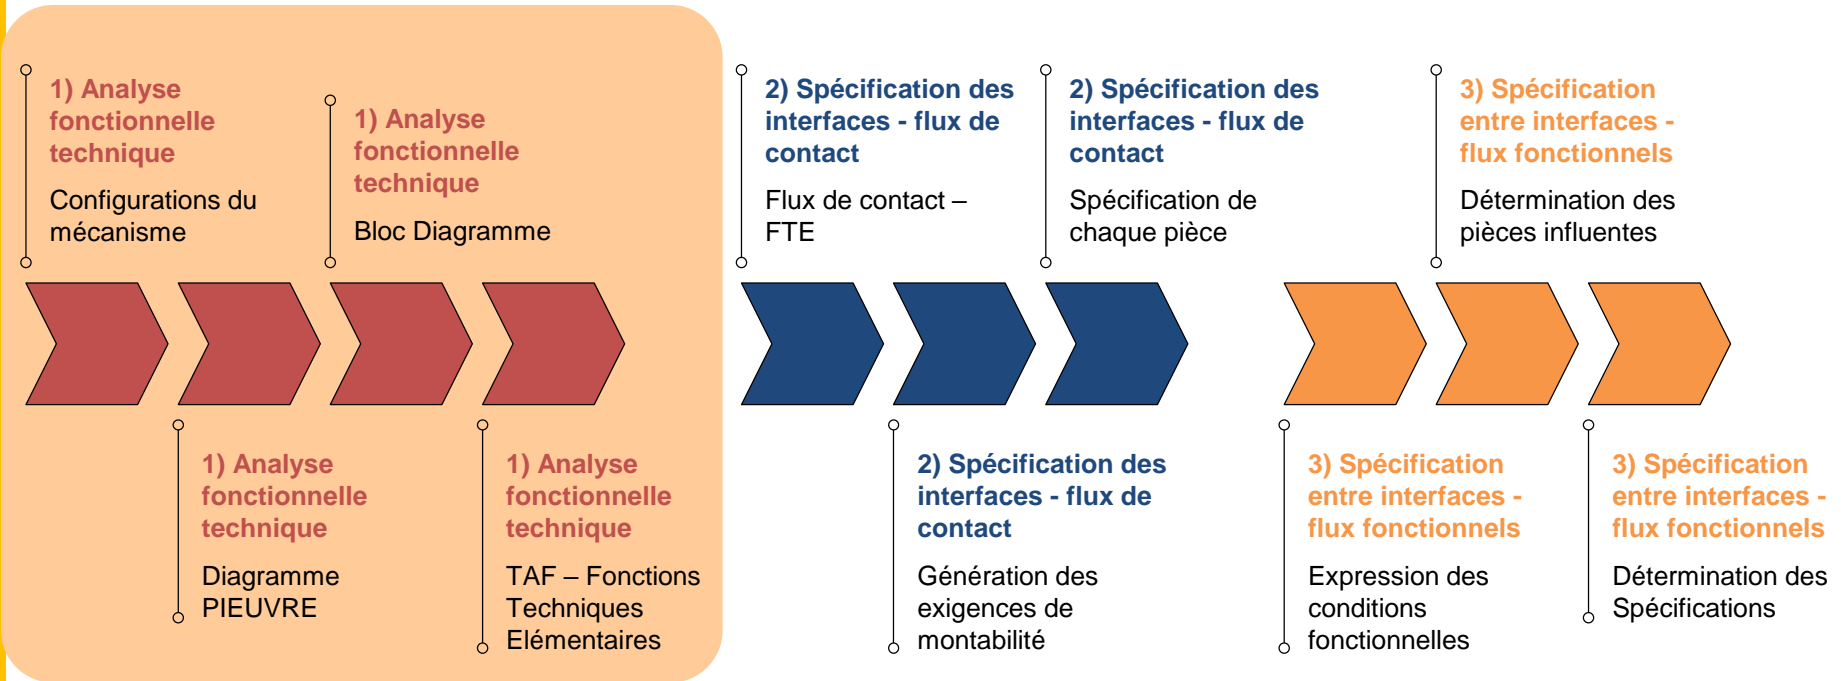 1) Analyse
fonctionnelle
technique
Configurations du
mécanisme
1) Analyse
fonctionnelle
technique
Bloc Diagramme
2) Spécification des
interfaces - flux de
contact
Flux de contact –
FTE
2) Spécification des
interfaces - flux de
contact
Spécification de
chaque pièce
3) Spécification
entre interfaces -
flux fonctionnels
Détermination des
pièces influentes
1) Analyse
fonctionnelle
technique
Diagramme
PIEUVRE
1) Analyse
fonctionnelle
technique
TAF – Fonctions
Techniques
Elémentaires
2) Spécification des
interfaces - flux de
contact
Génération des
exigences de
montabilité
3) Spécification
entre interfaces -
flux fonctionnels
Expression des
conditions
fonctionnelles
3) Spécification
entre interfaces -
flux fonctionnels
Détermination des
Spécifications